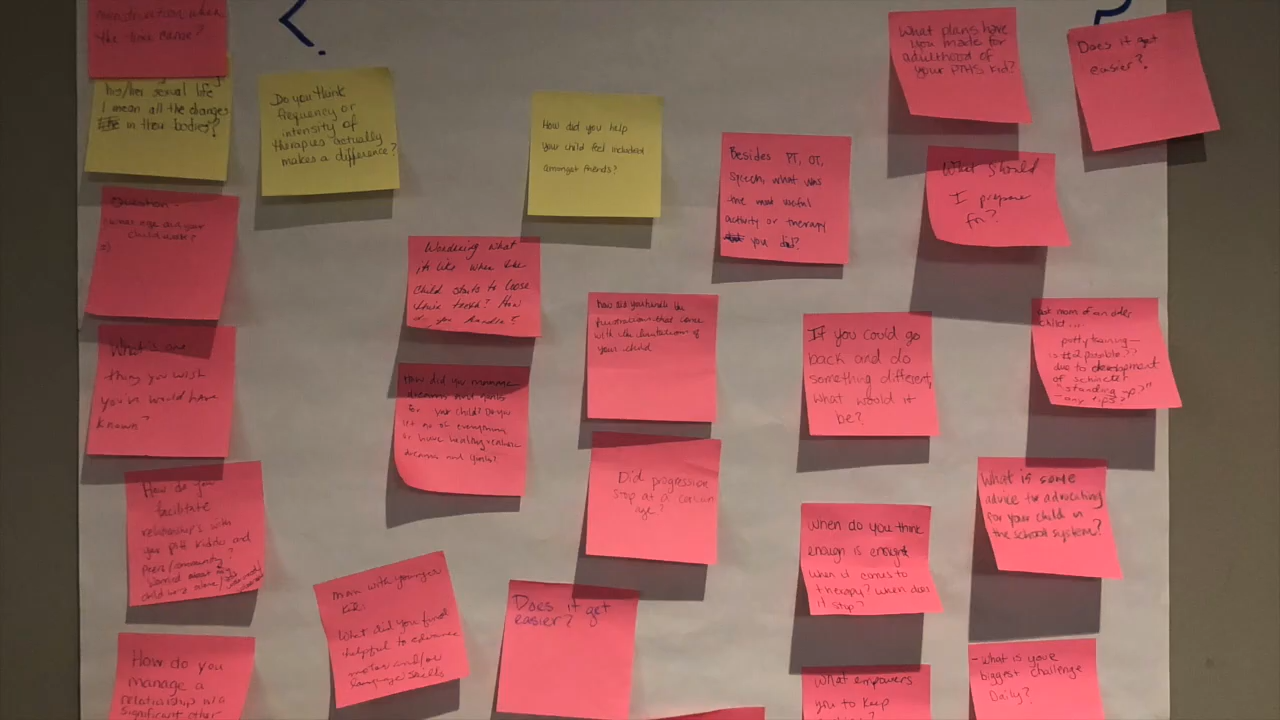 menstruation when
the time comes?
his/her sexual life
I mean all the changes
in their bodies?
Do you think
frequency or
intensity of
therapies actually
makes a difference?
How did you help
your child feel included
amongst friends?
Besides PT, OT,
speech, what was
the most useful
activity or therapy
you did?
What plans have
you made for
adulthood of
your PTHS kid?
Does it get
easier?
What should
I prepare
for?
Question -
1) What age did your
child walk?
2)
Wondering what
it's like when the
child starts to loose
their teeth? How
do you handle?
How did you handle the
frustration that come
with the limitations of
your child
If you could go
back and do
something different,
what would it
be?
mom of an older
child....
potty training -
is #2 possible??
due to development
of
"standing up?"
- any tips?
What's one
thing you wish
you've would have
known?
How did you manage
dreams and goals
for your child? Do you
let go of everything
or have
dreams and goals?
Did progression
stop at a certain
age?
How do you
facilitate
relationships with
your pitt kiddo and
Peers/community?
Worried
child
When do you think
enough is enough
when it comes to
therapy? When does
it stop?
What is some
advice for advocating
for your child in
the school system?
Mom with younger
kid:
What did you find
helpful to
motor and/or
language skills
Does it get
easier?
How do you
manage a
relationship w/a
significant other
What empowers
you to keep
- What is your
biggest challenge
Daily?